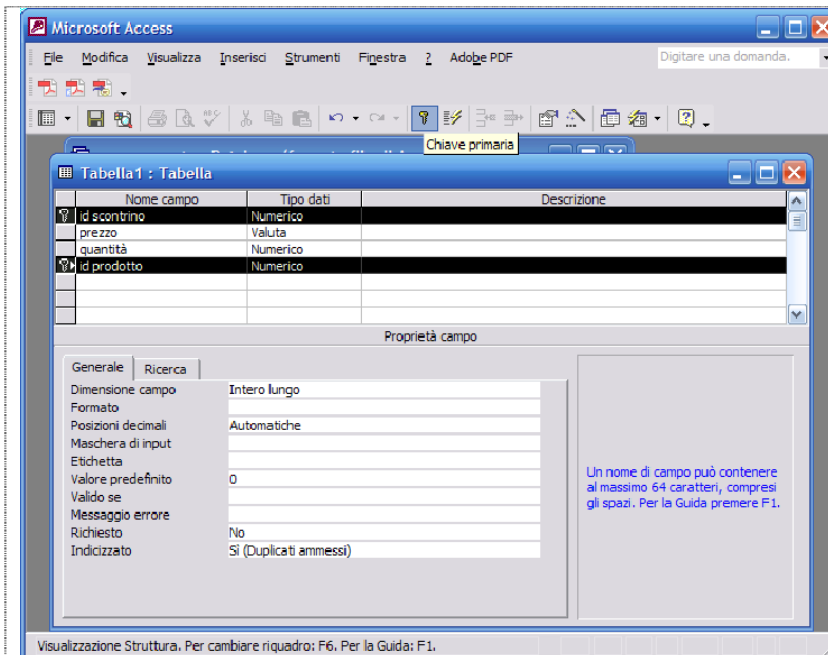 Microsoft Access
File Modifica Visualizza Inserisci Strumenti Finestra ? Adobe PDF Digitare una domanda.
Chiave primaria
Tabella1 : Tabella
Nome campo Tipo dati Descrizione
id scontrino Numerico
prezzo Valuta
quantità Numerico
id prodotto Numerico
Proprietà campo
Generale Ricerca
Dimensione campo Intero lungo
Formato
Posizioni decimali Automatiche
Maschera di input
Etichetta
Valore predefinito 0
Valido se
Messaggio errore
Richiesto No
Indicizzato Sì (Duplicati ammessi)
Un nome di campo può contenere
al massimo 64 caratteri, compresi
gli spazi. Per la Guida premere F1.
Visualizzazione Struttura. Per cambiare riquadro: F6. Per la Guida: F1.